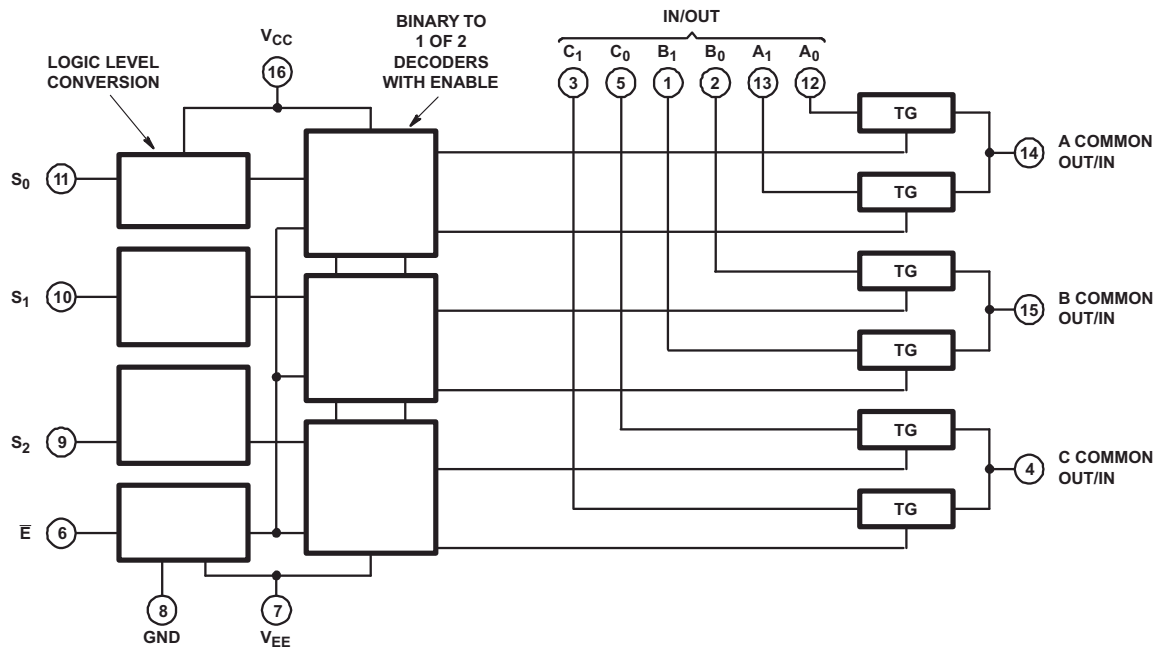 IN/OUT
BINARY TO
1 OF 2
DECODERS
WITH ENABLE
VCC
16
LOGIC LEVEL
CONVERSION
C1 C0 B1 B0 A1 A0
3 5 1 2 13 12
TG
A COMMON
OUT/IN
14
S0 11
TG
TG
B COMMON
OUT/IN
15
S1 10
TG
TG
C COMMON
OUT/IN
4
S2 9
TG
E̅ 6
8
GND
7
VEE